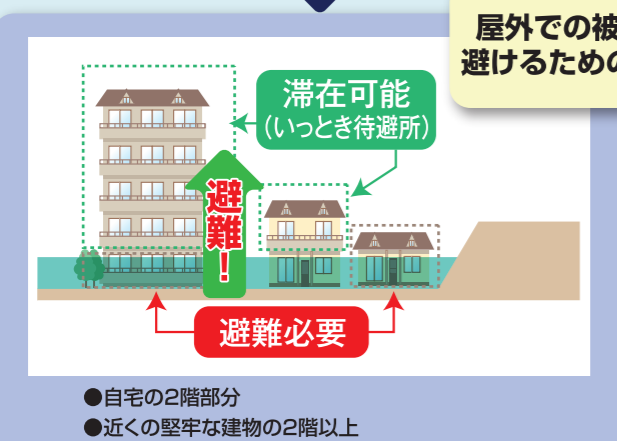 屋外での被
避けるための
滞在可能
(いっとき待避所)
避難!
避難必要
●自宅の2階部分
●近くの堅牢な建物の2階以上